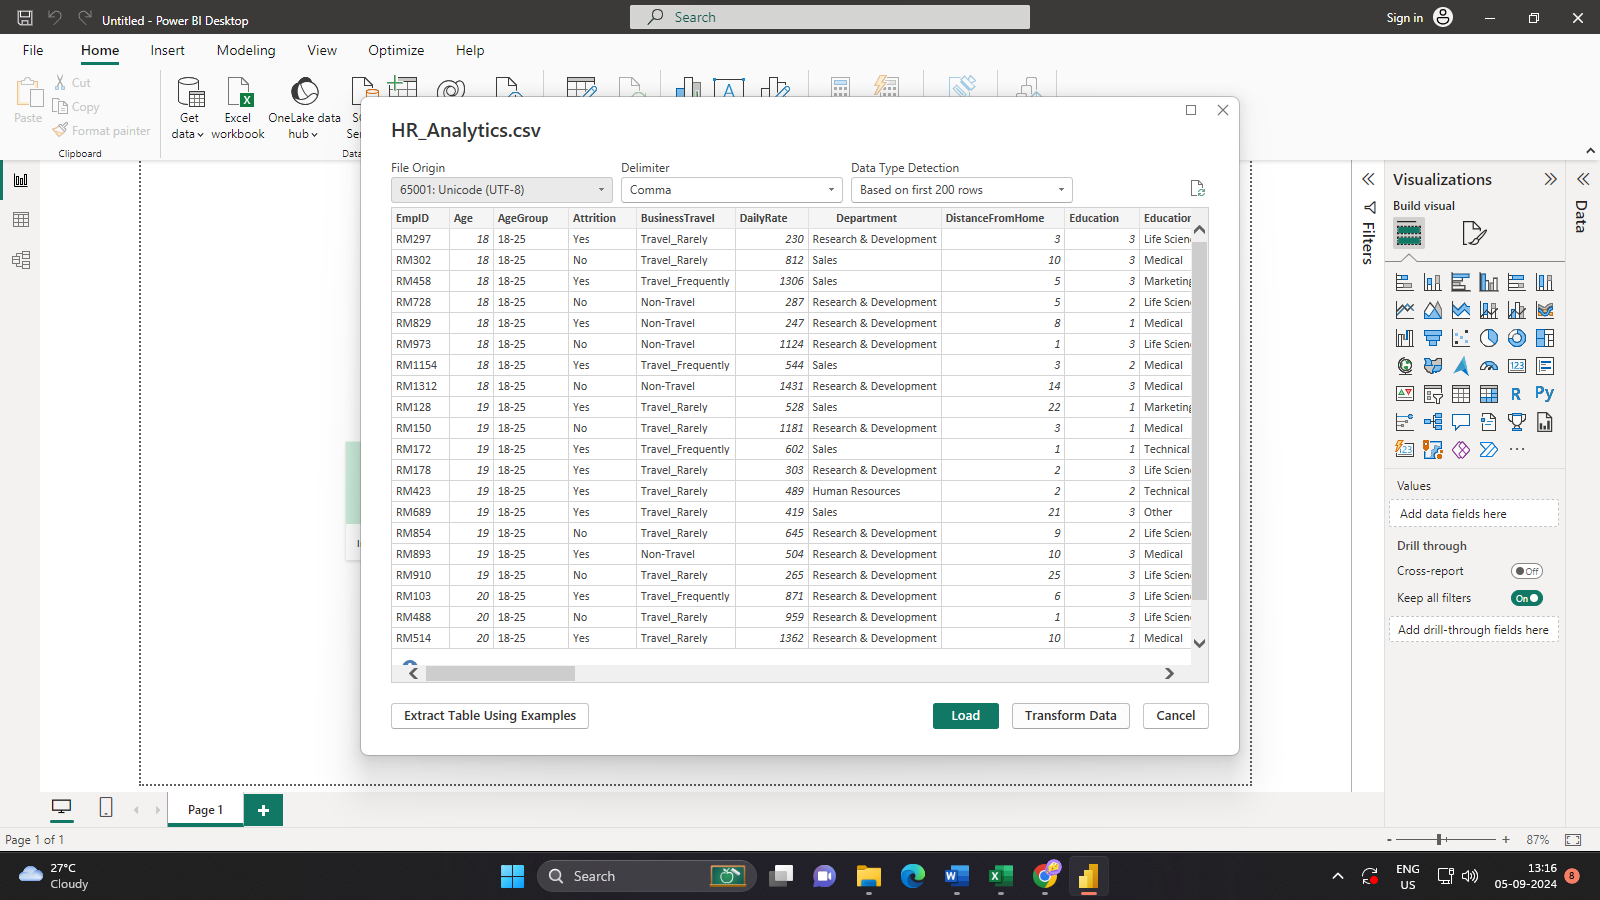 Untitled - Power BI Desktop
Search
Sign in
File Home Insert Modeling View Optimize Help
Paste
Cut
Copy
Format painter
Clipboard
Get data
Excel workbook
OneLake data hub
HR_Analytics.csv
File Origin Delimiter Data Type Detection
65001: Unicode (UTF-8) Comma Based on first 200 rows
EmpID Age AgeGroup Attrition BusinessTravel DailyRate Department DistanceFromHome Education
RM297 18 18-25 Yes Travel_Rarely 230 Research & Development 3 3 Life
RM302 18 18-25 No Travel_Rarely 812 Sales 10 3 Medical
RM458 18 18-25 Yes Travel_Frequently 1306 Sales 5 3 Marketing
RM728 18 18-25 No Non-Travel 287 Research & Development 5 2 Life
RM829 18 18-25 Yes Non-Travel 247 Research & Development 8 1 Medical
RM973 18 18-25 No Non-Travel 1124 Research & Development 1 3 Life
RM1154 18 18-25 Yes Travel_Frequently 544 Sales 3 2 Medical
RM1312 18 18-25 No Non-Travel 1431 Research & Development 14 3 Medical
RM128 19 18-25 Yes Travel_Rarely 528 Sales 22 1 Marketing
RM150 19 18-25 No Travel_Rarely 1181 Research & Development 3 1 Medical
RM172 19 18-25 Yes Travel_Frequently 602 Sales 1 1 Technical
RM178 19 18-25 Yes Travel_Rarely 303 Research & Development 2 3 Life
RM423 19 18-25 Yes Travel_Rarely 489 Human Resources 2 2 Technical
RM689 19 18-25 Yes Travel_Rarely 419 Sales 21 3 Other
RM854 19 18-25 No Travel_Rarely 645 Research & Development 9 2 Life
RM893 19 18-25 Yes Non-Travel 504 Research & Development 10 3 Medical
RM910 19 18-25 No Travel_Rarely 265 Research & Development 25 3 Life
RM103 20 18-25 Yes Travel_Frequently 871 Research & Development 6 3 Life
RM488 20 18-25 No Travel_Rarely 959 Research & Development 1 3 Life
RM514 20 18-25 Yes Travel_Rarely 1362 Research & Development 10 1 Medical
Extract Table Using Examples Load Transform Data Cancel
Filters
Visualizations
Build visual
R Py
123
Values
Add data fields here
Drill through
Cross-report Off
Keep all filters On
Add drill-through fields here
Data
Page 1
+
Page 1 of 1
- + 87%
27°C
Cloudy
Search
ENG
US
13:16
05-09-2024
8